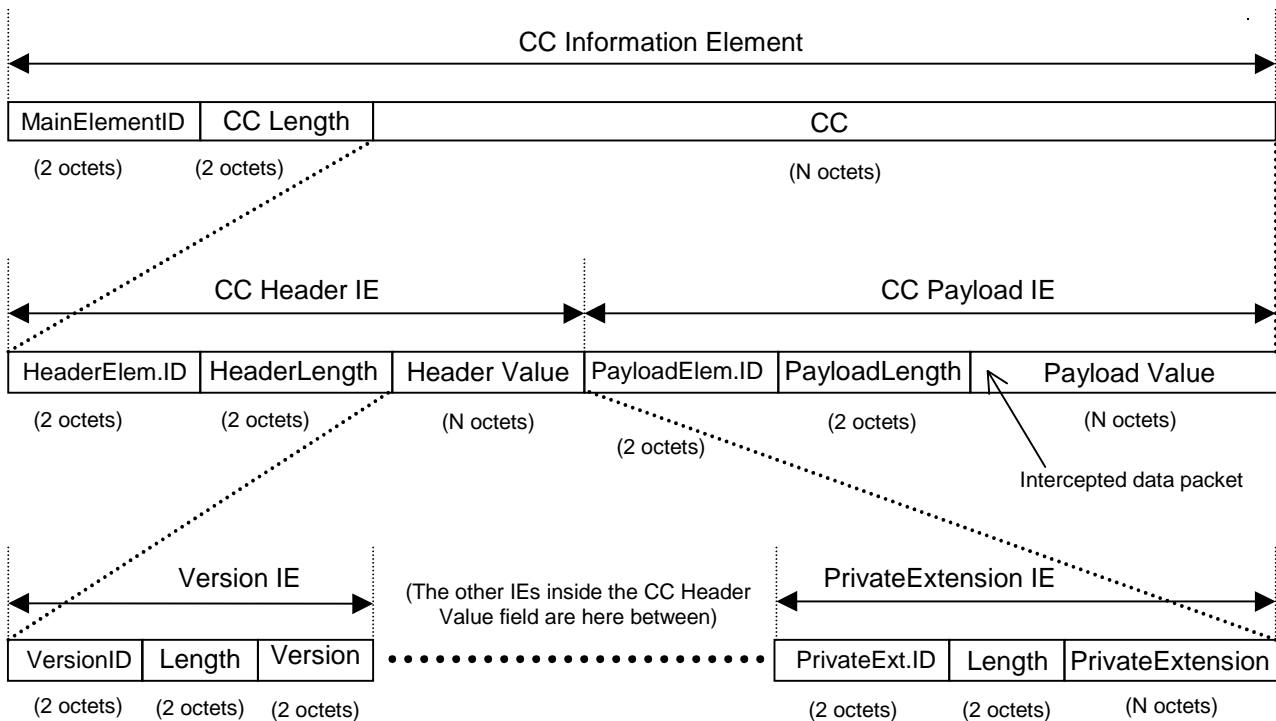 CC Information Element
MainElementID CC Length CC
(2 octets) (2 octets) (N octets)
CC Header IE CC Payload IE
HeaderElem.ID HeaderLength Header Value PayloadElem.ID PayloadLength Payload Value
(2 octets) (2 octets) (N octets) (2 octets) (2 octets) (N octets)
Intercepted data packet
Version IE (The other IEs inside the CC Header PrivateExtension IE
Value field are here between)
VersionID Length Version PrivateExt.ID Length PrivateExtension
(2 octets) (2 octets) (2 octets) (2 octets) (2 octets) (N octets)